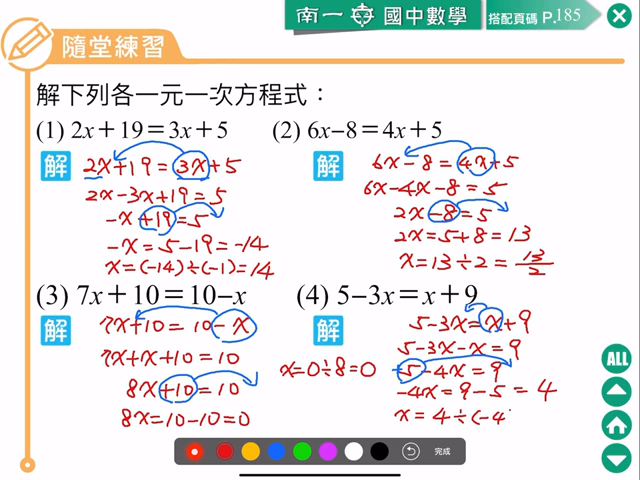 南一 國中數學 搭配頁碼 P.185
隨堂練習
解下列各一元一次方程式：
(1) 2x+19=3x+5
(2) 6x−8=4x+5
解
2x+19=3x+5
2x-3x+19=5
-x+19=5
-x=5-19=-14
x=(-14)÷(-1)=14
解
6x-8=4x+5
6x-4x-8=5
2x-8=5
2x=5+8=13
x=13÷2=13/2
(3) 7x+10=10−x
(4) 5−3x=x+9
解
7x+10=10-x
7x+x+10=10
8x+10=10
8x=10-10=0
x=0÷8=0
解
5-3x=x+9
5-3x-x=9
5-4x=9
-4x=9-5=4
x=4÷(-4
ALL
完成